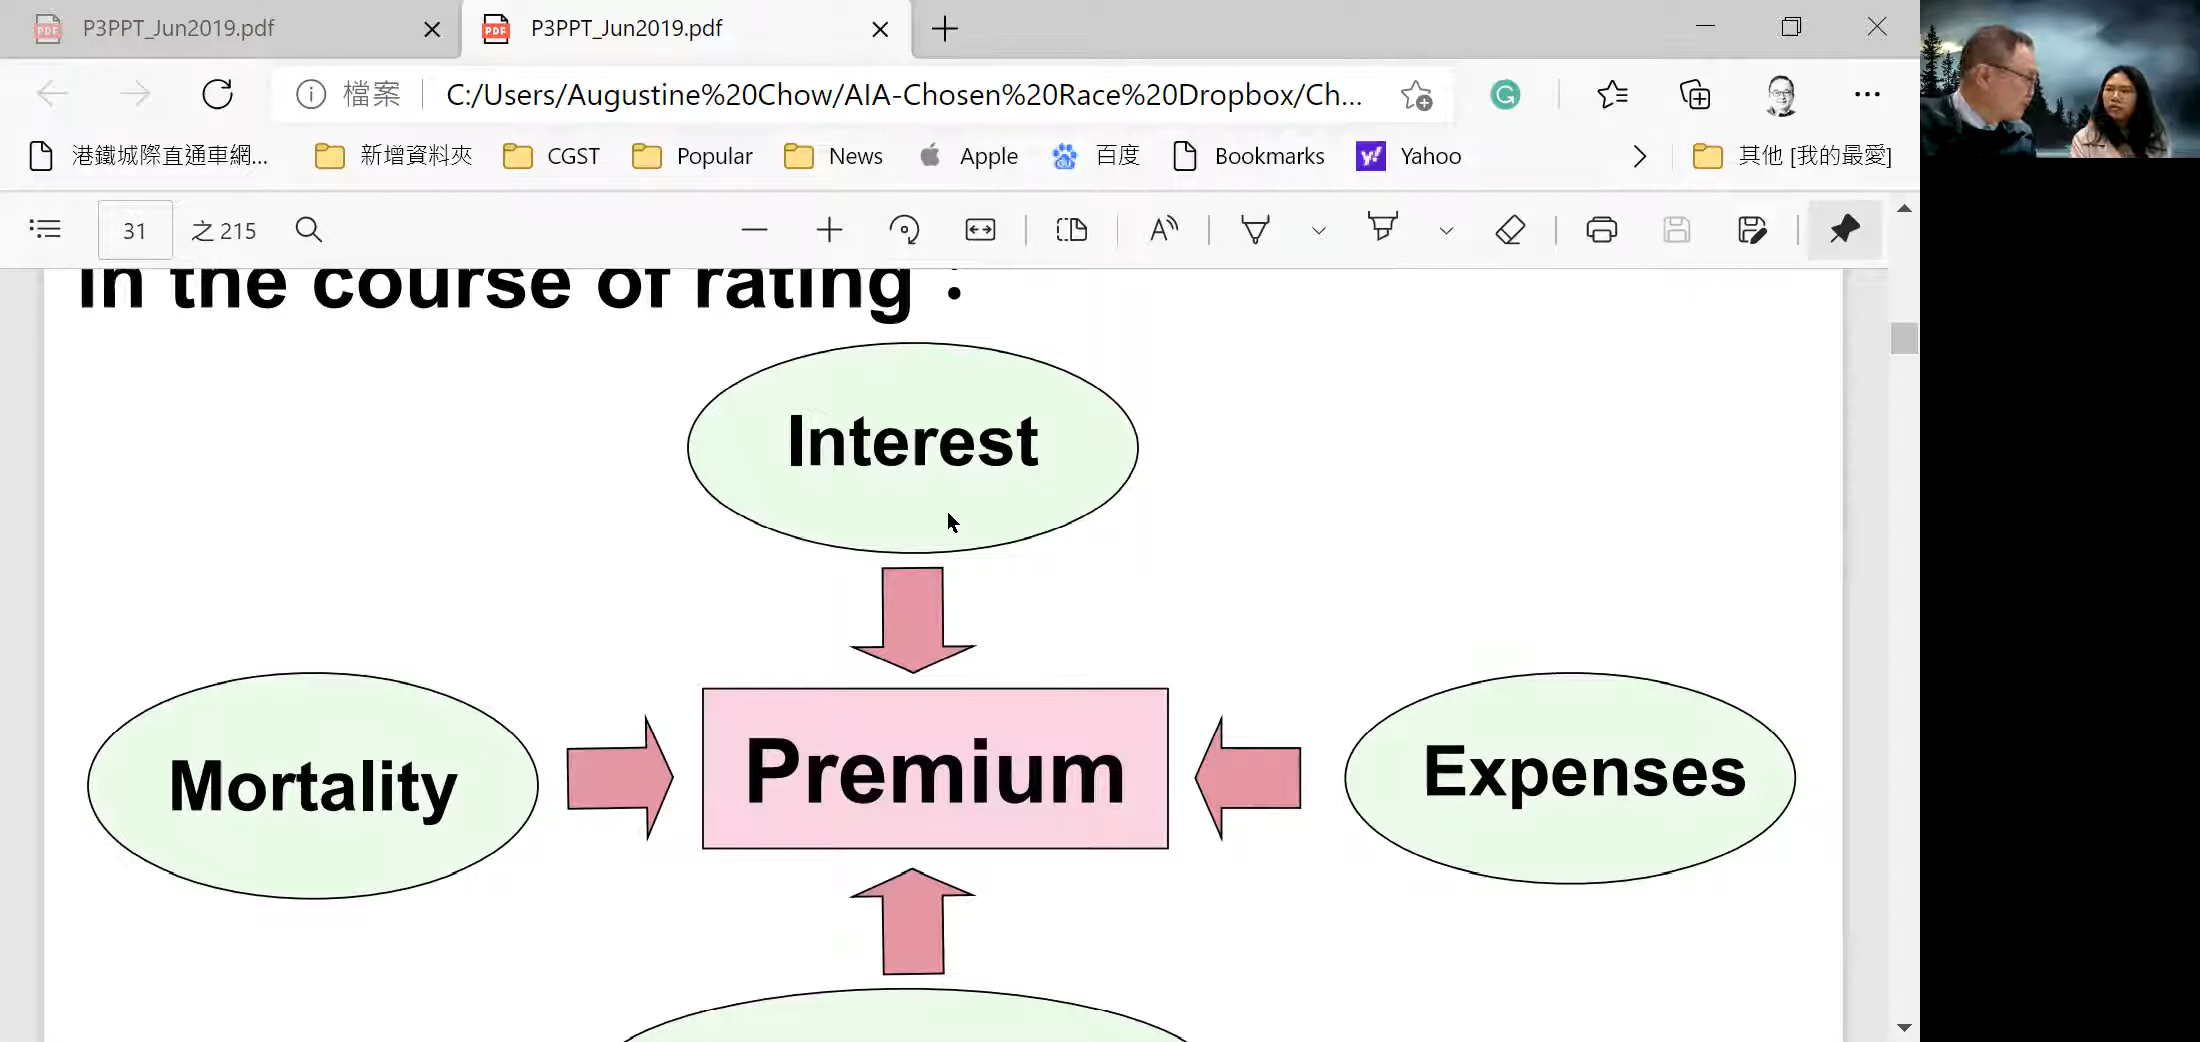 P3PPT_Jun2019.pdf
P3PPT_Jun2019.pdf
檔案 C:/Users/Augustine%20Chow/AIA-Chosen%20Race%20Dropbox/Ch...
港鐵城際直通車網... 新增資料夾 CGST Popular News Apple 百度 Bookmarks Yahoo 其他 [我的最愛]
31 之 215
in the course of rating :
Interest
Mortality
Premium
Expenses